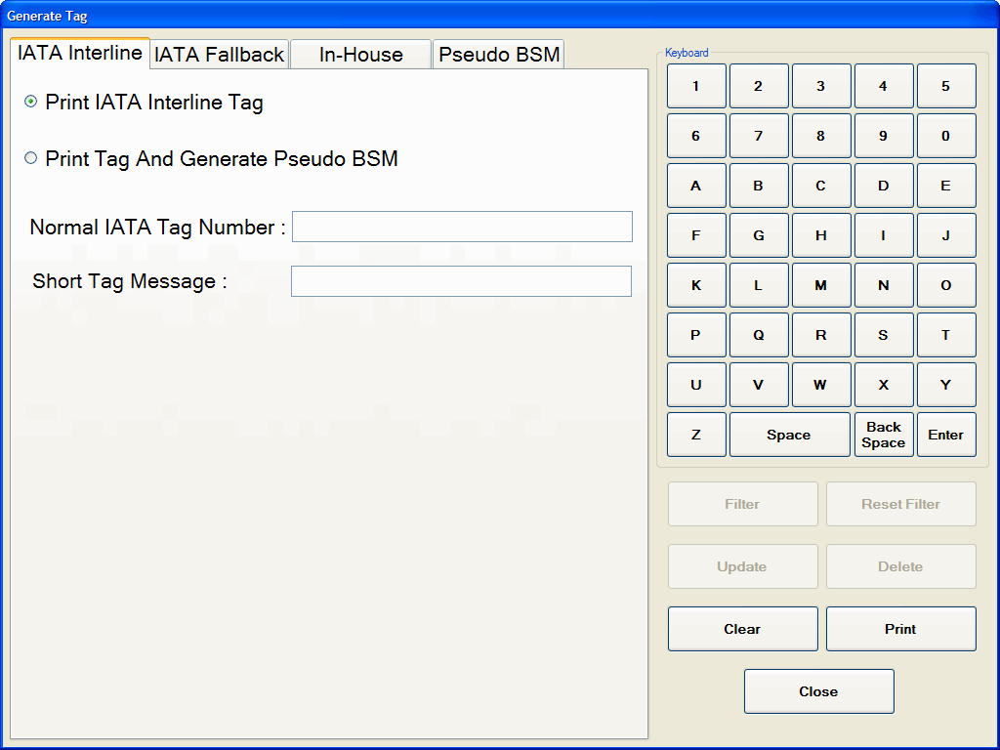 Generate Tag
IATA Interline IATA Fallback In-House Pseudo BSM
Print IATA Interline Tag
Print Tag And Generate Pseudo BSM
Normal IATA Tag Number :
Short Tag Message :
Keyboard
1 2 3 4 5
6 7 8 9 0
A B C D E
F G H I J
K L M N O
P Q R S T
U V W X Y
Z Space Back Space Enter
Filter Reset Filter
Update Delete
Clear Print
Close